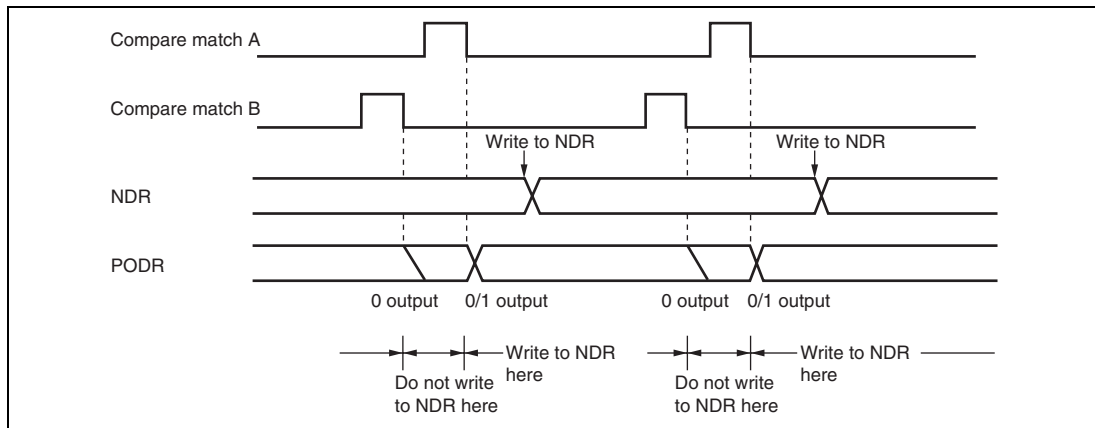 Compare match A
Compare match B
Write to NDR Write to NDR
NDR
PODR
0 output 0/1 output 0 output 0/1 output
Write to NDR
here
Do not write
to NDR here
Write to NDR
here
Do not write
to NDR here